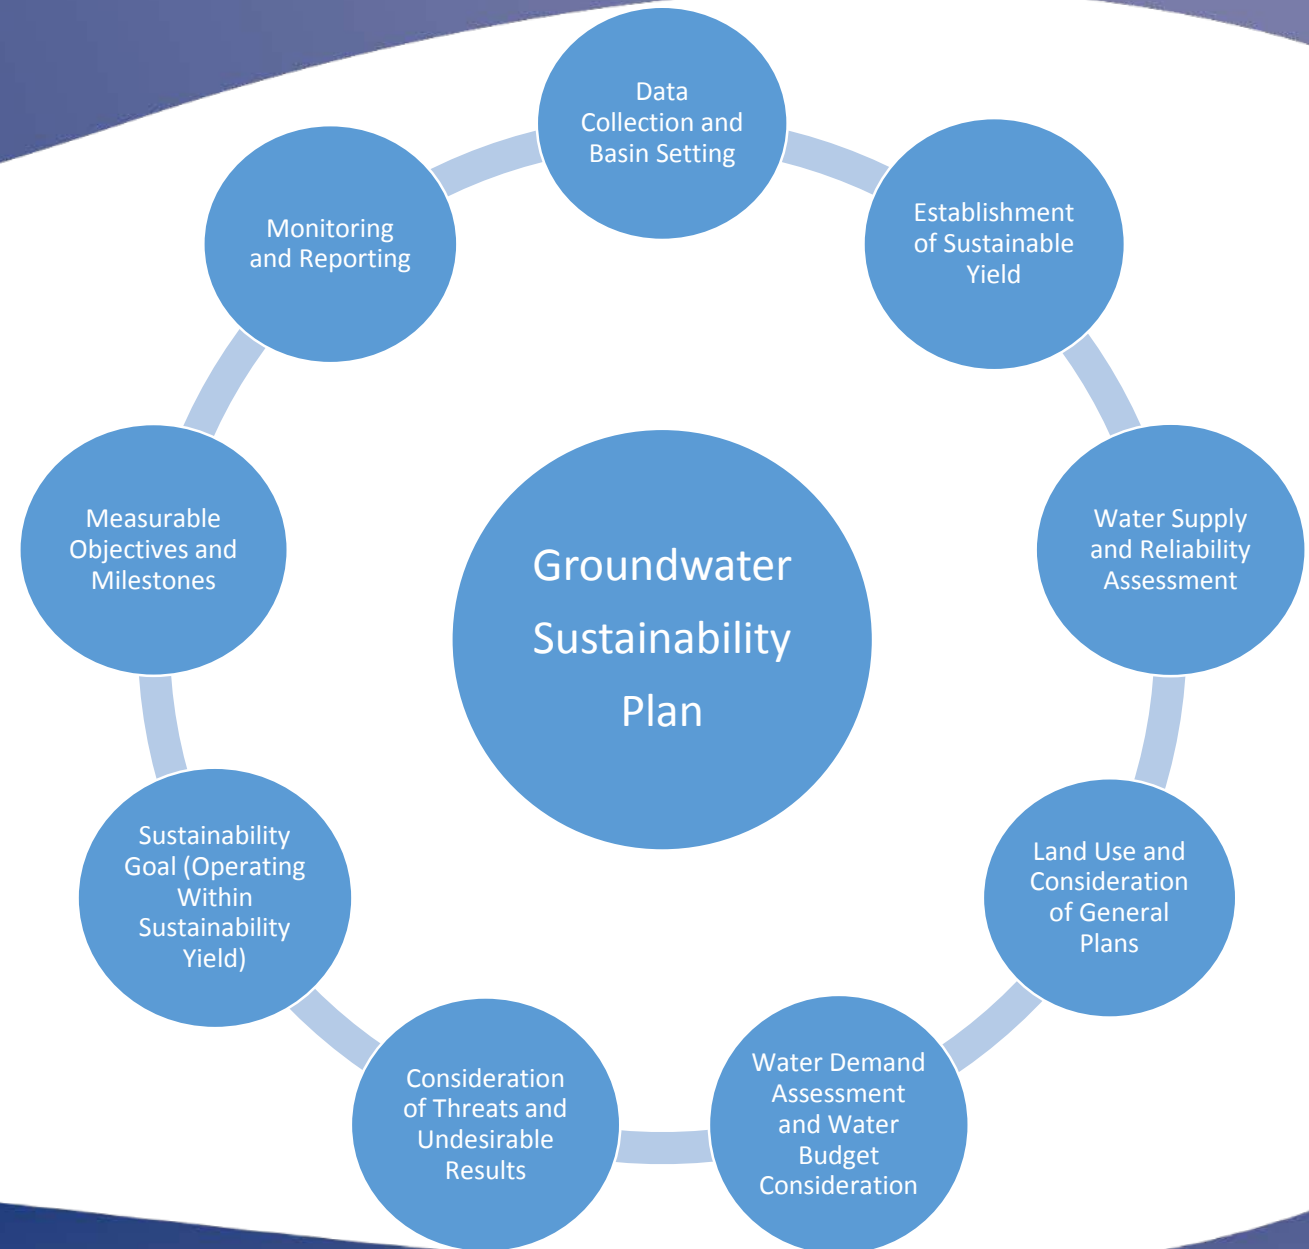 Data
Collection and
Basin Setting
Establishment
of Sustainable
Yield
Water Supply
and Reliability
Assessment
Land Use and
Consideration
of General
Plans
Water Demand
Assessment
and Water
Budget
Consideration
Consideration
of Threats and
Undesirable
Results
Sustainability
Goal (Operating
Within
Sustainability
Yield)
Measurable
Objectives and
Milestones
Monitoring
and Reporting
Groundwater
Sustainability
Plan